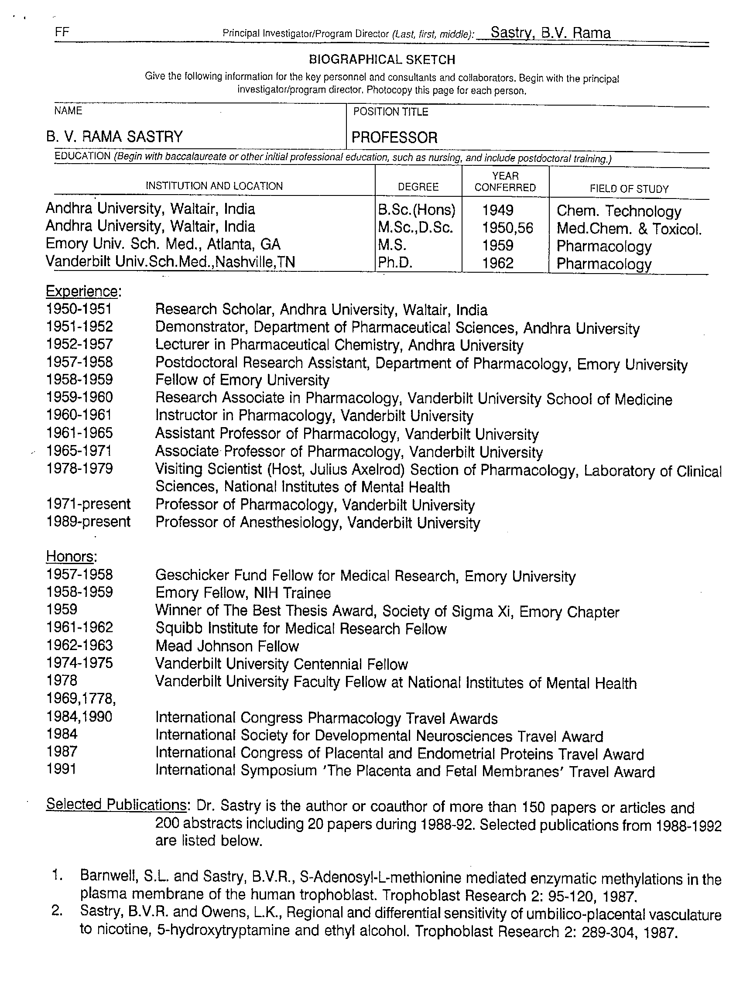 FF Principal Investigator/Program Director (Last, first, middle): Sastry, B.V. Rama
BIOGRAPHICAL SKETCH
Give the following information for the key personnel and consultants and collaborators. Begin with the principal
investigator/program director. Photocopy this page for each person.
NAME POSITION TITLE
B. V. RAMA SASTRY PROFESSOR
EDUCATION (Begin with baccalaureate or other initial professional education, such as nursing, and include postdoctoral training.)
INSTITUTION AND LOCATION DEGREE YEAR CONFERRED FIELD OF STUDY
Andhra University, Waltair, India B.Sc.(Hons) 1949 Chem. Technology
Andhra University, Waltair, India M.Sc.,D.Sc. 1950,56 Med.Chem. & Toxicol.
Emory Univ. Sch. Med., Atlanta, GA M.S. 1959 Pharmacology
Vanderbilt Univ.Sch.Med.,Nashville,TN Ph.D. 1962 Pharmacology
Experience:
1950-1951 Research Scholar, Andhra University, Waltair, India
1951-1952 Demonstrator, Department of Pharmaceutical Sciences, Andhra University
1952-1957 Lecturer in Pharmaceutical Chemistry, Andhra University
1957-1958 Postdoctoral Research Assistant, Department of Pharmacology, Emory University
1958-1959 Fellow of Emory University
1959-1960 Research Associate in Pharmacology, Vanderbilt University School of Medicine
1960-1961 Instructor in Pharmacology, Vanderbilt University
1961-1965 Assistant Professor of Pharmacology, Vanderbilt University
1965-1971 Associate Professor of Pharmacology, Vanderbilt University
1978-1979 Visiting Scientist (Host, Julius Axelrod) Section of Pharmacology, Laboratory of Clinical
Sciences, National Institutes of Mental Health
1971-present Professor of Pharmacology, Vanderbilt University
1989-present Professor of Anesthesiology, Vanderbilt University
Honors:
1957-1958 Geschicker Fund Fellow for Medical Research, Emory University
1958-1959 Emory Fellow, NIH Trainee
1959 Winner of The Best Thesis Award, Society of Sigma Xi, Emory Chapter
1961-1962 Squibb Institute for Medical Research Fellow
1962-1963 Mead Johnson Fellow
1974-1975 Vanderbilt University Centennial Fellow
1978 Vanderbilt University Faculty Fellow at National Institutes of Mental Health
1969,1778,
1984,1990 International Congress Pharmacology Travel Awards
1984 International Society for Developmental Neurosciences Travel Award
1987 International Congress of Placental and Endometrial Proteins Travel Award
1991 International Symposium 'The Placenta and Fetal Membranes' Travel Award
Selected Publications: Dr. Sastry is the author or coauthor of more than 150 papers or articles and
200 abstracts including 20 papers during 1988-92. Selected publications from 1988-1992
are listed below.
1. Barnwell, S.L. and Sastry, B.V.R., S-Adenosyl-L-methionine mediated enzymatic methylations in the
plasma membrane of the human trophoblast. Trophoblast Research 2: 95-120, 1987.
2. Sastry, B.V.R. and Owens, L.K., Regional and differential sensitivity of umbilico-placental vasculature
to nicotine, 5-hydroxytryptamine and ethyl alcohol. Trophoblast Research 2: 289-304, 1987.